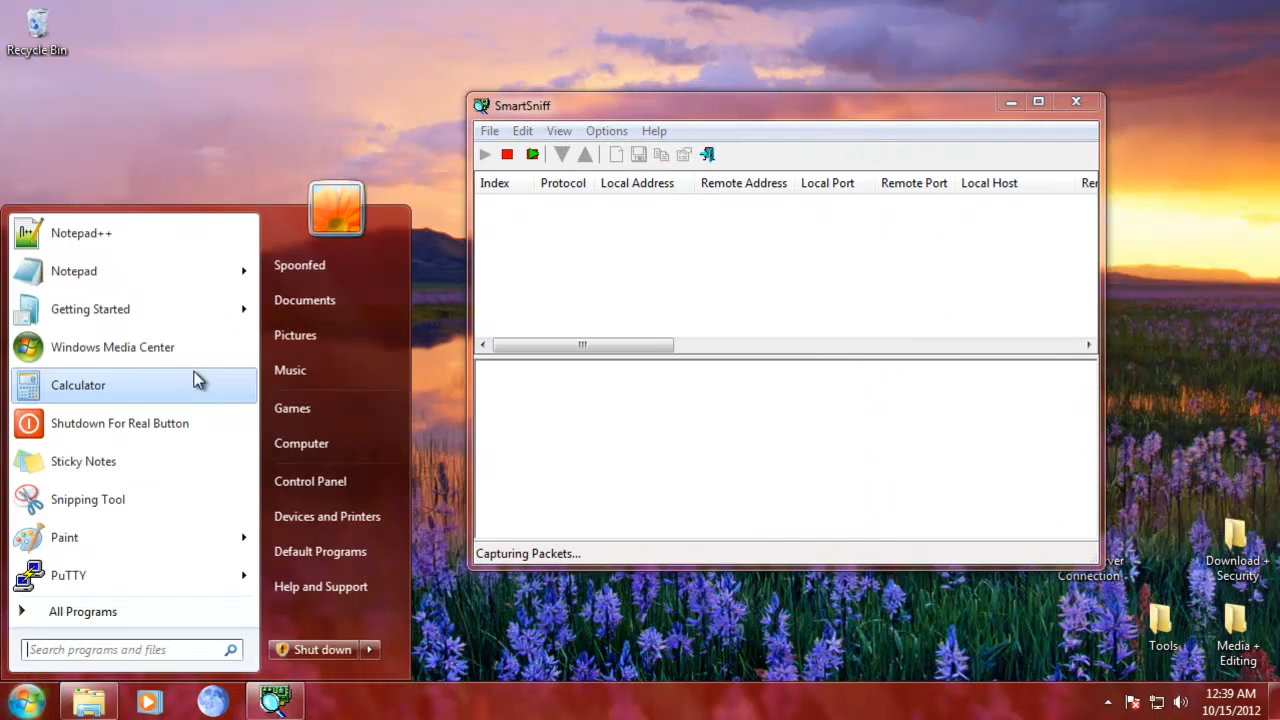 Recycle Bin
SmartSniff
File Edit View Options Help
Index Protocol Local Address Remote Address Local Port Remote Port Local Host
Capturing Packets...
Notepad++
Notepad
Getting Started
Windows Media Center
Calculator
Shutdown For Real Button
Sticky Notes
Snipping Tool
Paint
PuTTY
All Programs
Search programs and files
Spoonfed
Documents
Pictures
Music
Games
Computer
Control Panel
Devices and Printers
Default Programs
Help and Support
Shut down
Connection
Download +
Security
Tools
Media +
Editing
12:39 AM
10/15/2012